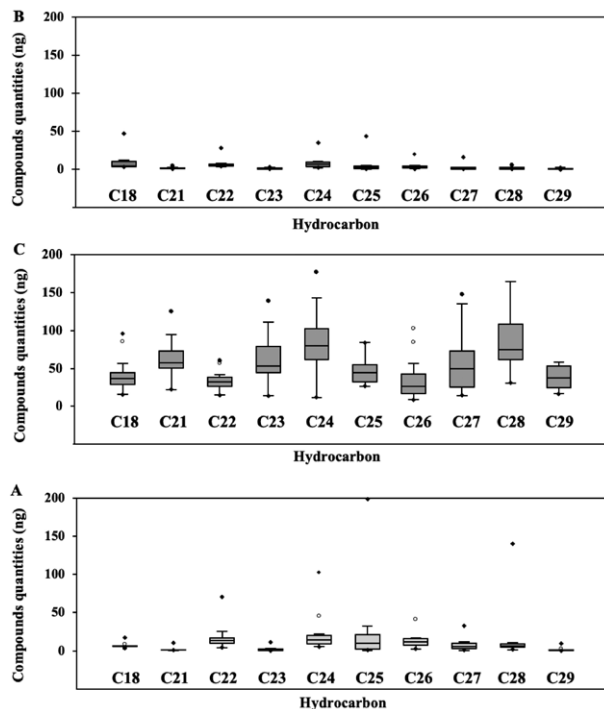 B
Compounds quantities (ng)
200
150
100
50
0
C18 C21 C22 C23 C24 C25 C26 C27 C28 C29
Hydrocarbon
C
Compounds quantities (ng)
200
150
100
50
0
C18 C21 C22 C23 C24 C25 C26 C27 C28 C29
Hydrocarbon
A
Compounds quantities (ng)
200
150
100
50
0
C18 C21 C22 C23 C24 C25 C26 C27 C28 C29
Hydrocarbon